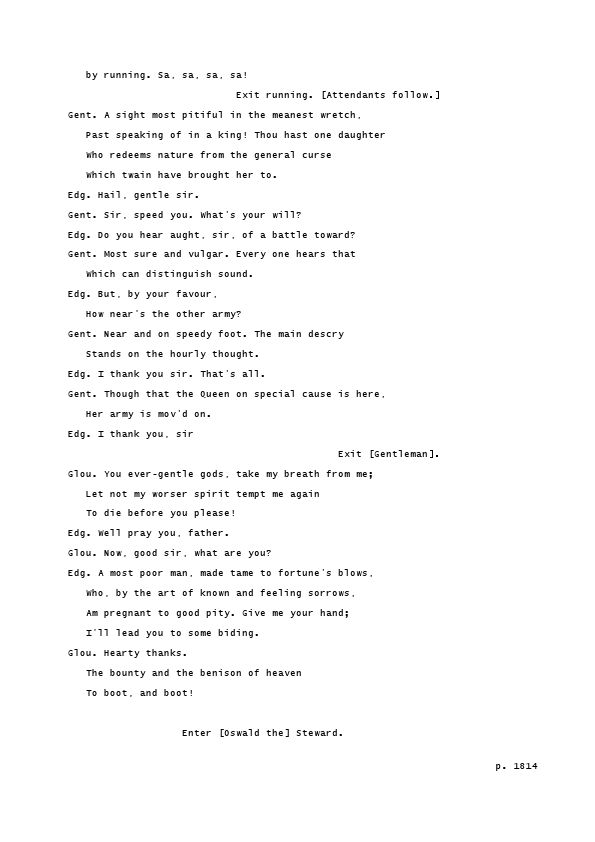 by running. Sa, sa, sa, sa!
Exit running. [Attendants follow.]
Gent. A sight most pitiful in the meanest wretch,
Past speaking of in a king! Thou hast one daughter
Who redeems nature from the general curse
Which twain have brought her to.
Edg. Hail, gentle sir.
Gent. Sir, speed you. What's your will?
Edg. Do you hear aught, sir, of a battle toward?
Gent. Most sure and vulgar. Every one hears that
Which can distinguish sound.
Edg. But, by your favour,
How near's the other army?
Gent. Near and on speedy foot. The main descry
Stands on the hourly thought.
Edg. I thank you sir. That's all.
Gent. Though that the Queen on special cause is here,
Her army is mov'd on.
Edg. I thank you, sir
Exit [Gentleman].
Glou. You ever-gentle gods, take my breath from me;
Let not my worser spirit tempt me again
To die before you please!
Edg. Well pray you, father.
Glou. Now, good sir, what are you?
Edg. A most poor man, made tame to fortune's blows,
Who, by the art of known and feeling sorrows,
Am pregnant to good pity. Give me your hand;
I'll lead you to some biding.
Glou. Hearty thanks.
The bounty and the benison of heaven
To boot, and boot!
Enter [Oswald the] Steward.
p. 1814